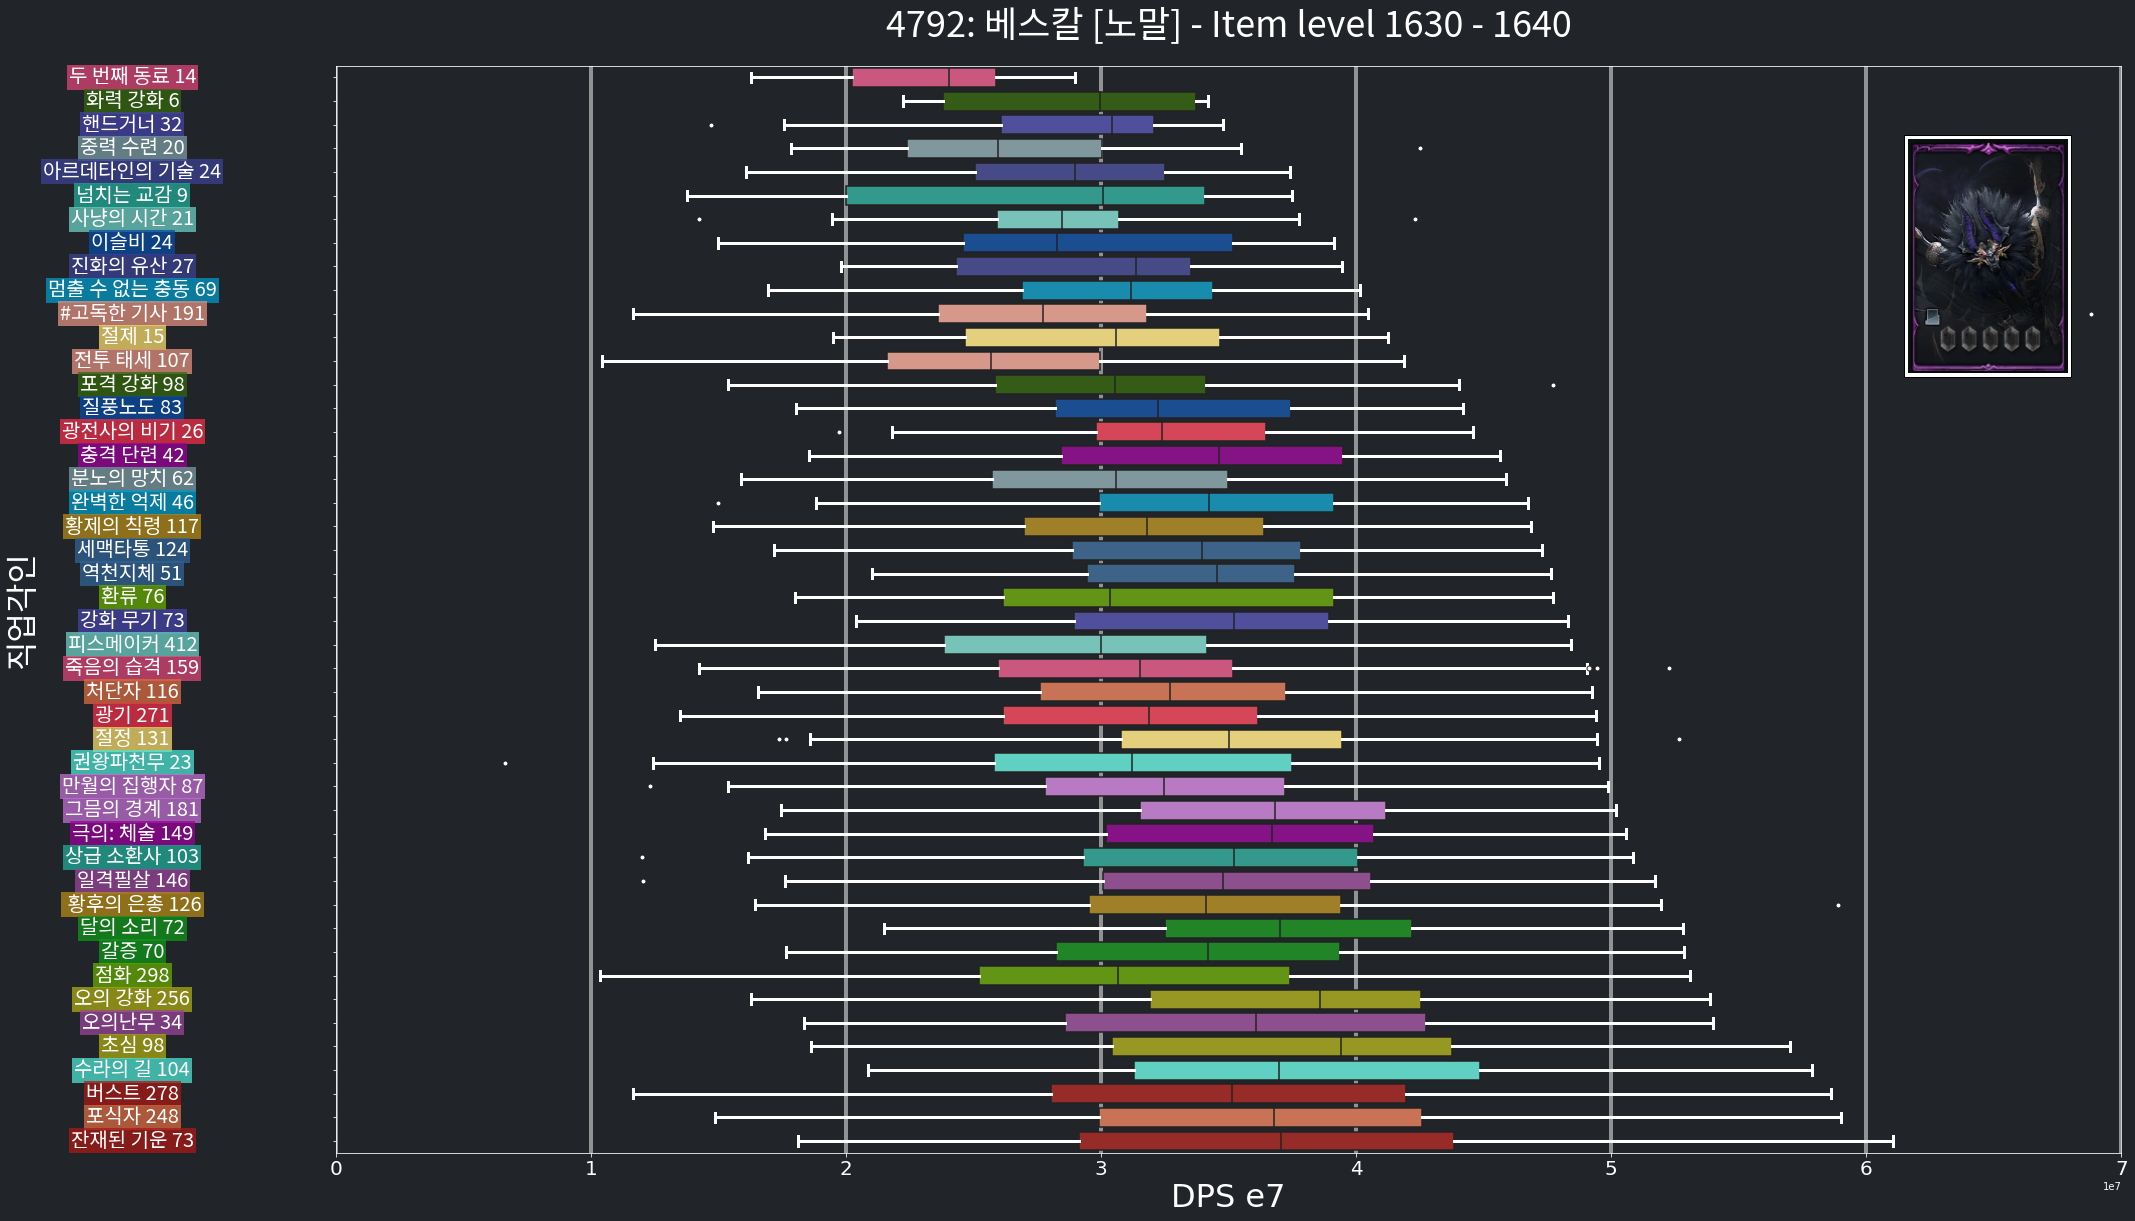 4792: 베스칼 [노말] - Item level 1630 - 1640
두 번째 동료 14
화력 강화 6
핸드거너 32
중력 수련 20
아르데타인의 기술 24
넘치는 교감 9
사냥의 시간 21
이슬비 24
진화의 유산 27
멈출 수 없는 충동 69
#고독한 기사 191
절제 15
전투 태세 107
포격 강화 98
질풍노도 83
광전사의 비기 26
충격 단련 42
분노의 망치 62
완벽한 억제 46
황제의 칙령 117
세맥타통 124
역천지체 51
환류 76
강화 무기 73
피스메이커 412
죽음의 습격 159
처단자 116
광기 271
절정 131
권왕파천무 23
만월의 집행자 87
그믐의 경계 181
극의: 체술 149
상급 소환사 103
일격필살 146
황후의 은총 126
달의 소리 72
갈증 70
점화 298
오의 강화 256
오의난무 34
초심 98
수라의 길 104
버스트 278
포식자 248
잔재된 기운 73
직업각인
0 1 2 3 4 5 6 7
1e7
DPS e7